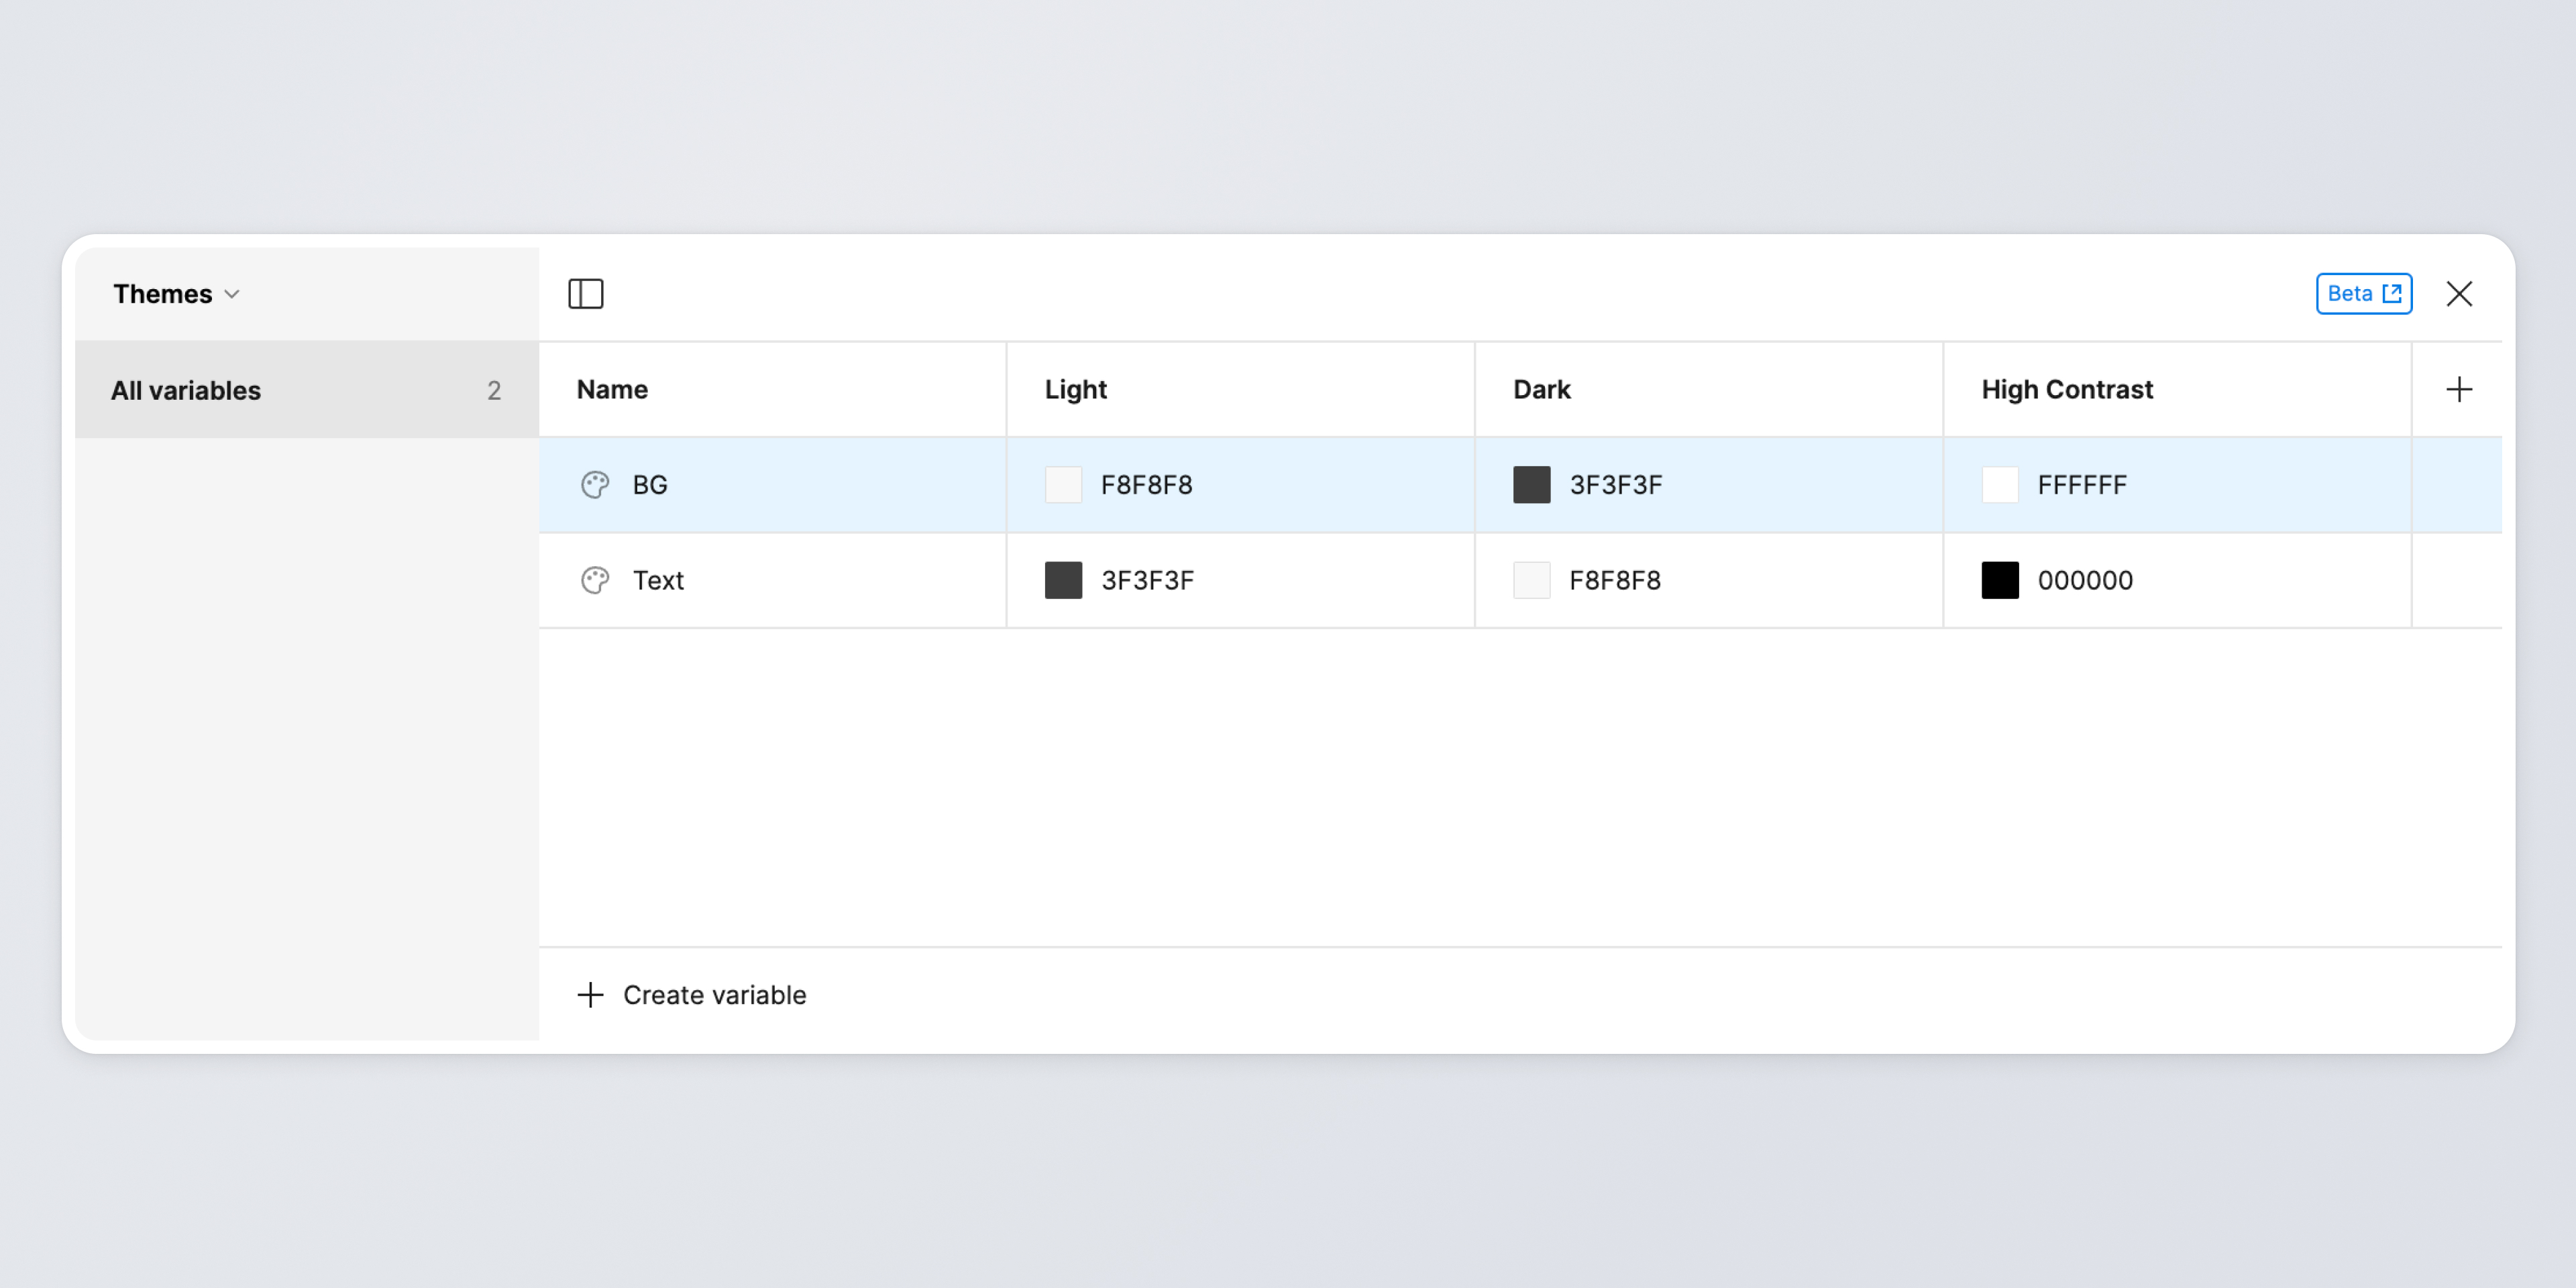 Themes
Beta
All variables 2
Name Light Dark High Contrast
BG F8F8F8 3F3F3F FFFFFF
Text 3F3F3F F8F8F8 000000
Create variable